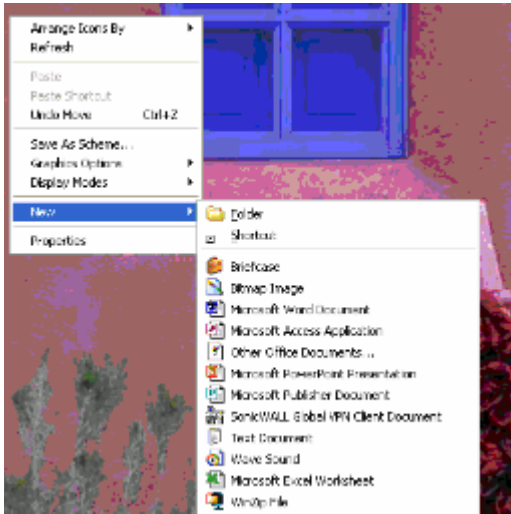 Arrange Icons By
Refresh
Paste
Paste Shortcut
Undo Move Ctrl+Z
Save As Scheme...
Graphics Options
Display Modes
New
Properties
Folder
Shortcut
Briefcase
Bitmap Image
Microsoft Word Document
Microsoft Access Application
Other Office Documents...
Microsoft PowerPoint Presentation
Microsoft Publisher Document
SonicWALL Global VPN Client Document
Text Document
Wave Sound
Microsoft Excel Worksheet
WinZip File